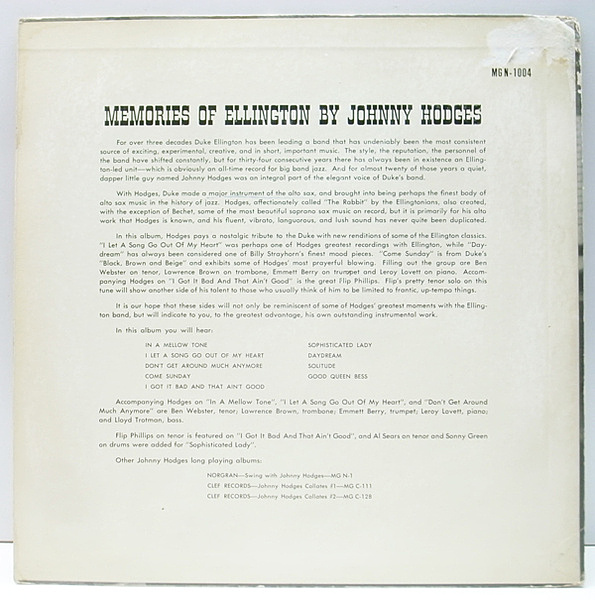 MG N-1004
MEMORIES OF ELLINGTON BY JOHNNY HODGES
For over three decades Duke Ellington has been leading a band that has undeniably been the most consistent
source of exciting, experimental, creative, and in short, important music. The style, the reputation, the personnel of
the band have shifted constantly, but for thirty-four consecutive years there has always been in existence an Elling-
ton-led unit—which is obviously an all-time record for big band jazz. And for almost twenty of those years a quiet,
dapper little guy named Johnny Hodges was an integral part of the elegant voice of Duke's band.
With Hodges, Duke made a major instrument of the alto sax, and brought into being perhaps the finest body of
alto sax music in the history of jazz. Hodges, affectionately called "The Rabbit" by the Ellingtonians, also created,
with the exception of Bechet, some of the most beautiful soprano sax music on record, but it is primarily for his alto
work that Hodges is known, and his fluent, vibrato, languorous, and lush sound has never quite been duplicated.
In this album, Hodges pays a nostalgic tribute to the Duke with new renditions of some of the Ellington classics.
"I Let A Song Go Out Of My Heart" was perhaps one of Hodges greatest recordings with Ellington, while "Day-
dream" has always been considered one of Billy Strayhorn's finest mood pieces. "Come Sunday" is from Duke's
"Black, Brown and Beige" and exhibits some of Hodges' most prayerful blowing. Filling out the group are Ben
Webster on tenor, Lawrence Brown on trombone, Emmett Berry on trumpet and Leroy Lovett on piano. Accom-
panying Hodges on "I Got It Bad And That Ain't Good" is the great Flip Phillips. Flip's pretty tenor solo on this
tune will show another side of his talent to those who usually think of him to be limited to frantic, up-tempo things.
It is our hope that these sides will not only be reminiscent of some of Hodges' greatest moments with the Elling-
ton band, but will indicate to you, to the greatest advantage, his own outstanding instrumental work.
In this album you will hear:
IN A MELLOW TONE
I LET A SONG GO OUT OF MY HEART
DON'T GET AROUND MUCH ANYMORE
COME SUNDAY
I GOT IT BAD AND THAT AIN'T GOOD
SOPHISTICATED LADY
DAYDREAM
SOLITUDE
GOOD QUEEN BESS
Accompanying Hodges on "In A Mellow Tone", "I Let A Song Go Out Of My Heart", and "Don't Get Around
Much Anymore" are Ben Webster, tenor; Lawrence Brown, trombone; Emmett Berry, trumpet; Leroy Lovett, piano;
and Lloyd Trotman, bass.
Flip Phillips on tenor is featured on "I Got It Bad And That Ain't Good", and Al Sears on tenor and Sonny Green
on drums were added for "Sophisticated Lady".
Other Johnny Hodges long playing albums:
NORGRAN—Swing with Johnny Hodges—MG N-1
CLEF RECORDS—Johnny Hodges Collates #1—MG C-111
CLEF RECORDS—Johnny Hodges Collates #2—MG C-128